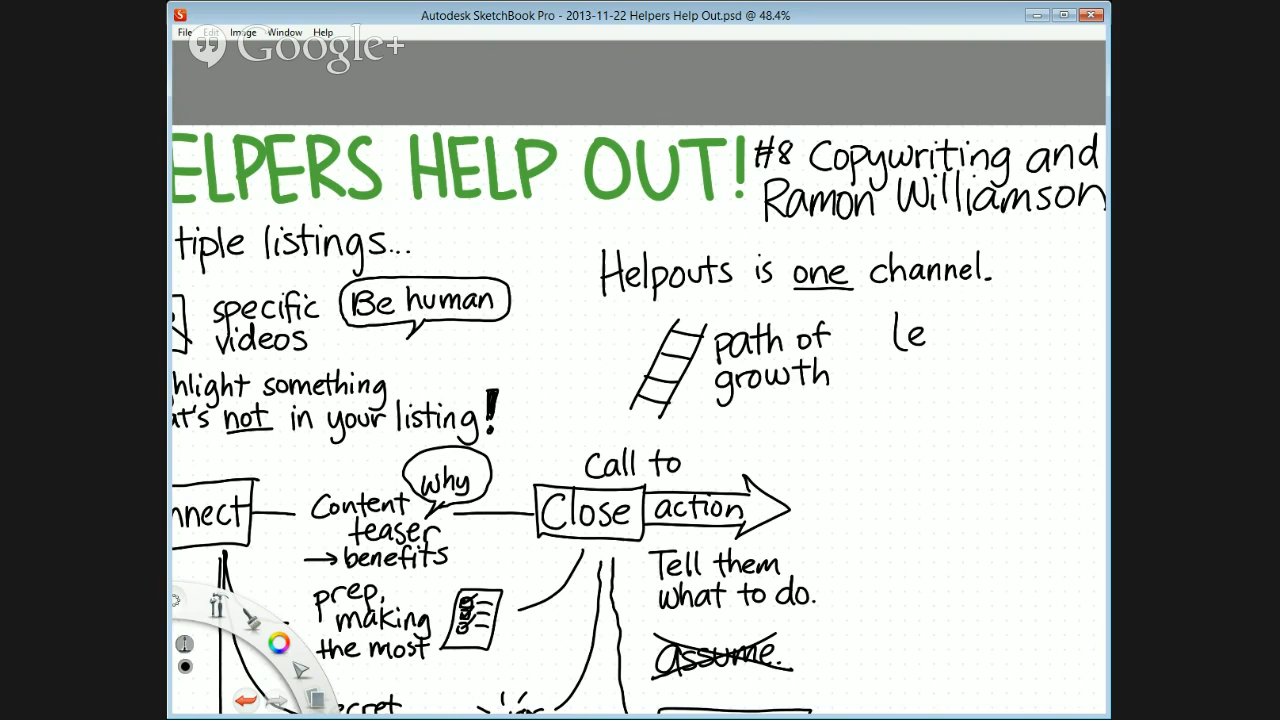 Autodesk SketchBook Pro - 2013-11-22 Helpers Help Out.psd @ 48.4%
File Edit Image Window Help
Google+
ELPERS HELP OUT!
#8 Copywriting and
Ramon Williamson
tiple listings...
specific
videos
Be human
Helpouts is one channel.
path of
growth
Le
hlight something
at's not in your listing!
why
Call to
nnect
Content
teaser
→ benefits
Close
action
prep,
making
the most
Tell them
what to do.
assume.
ecret